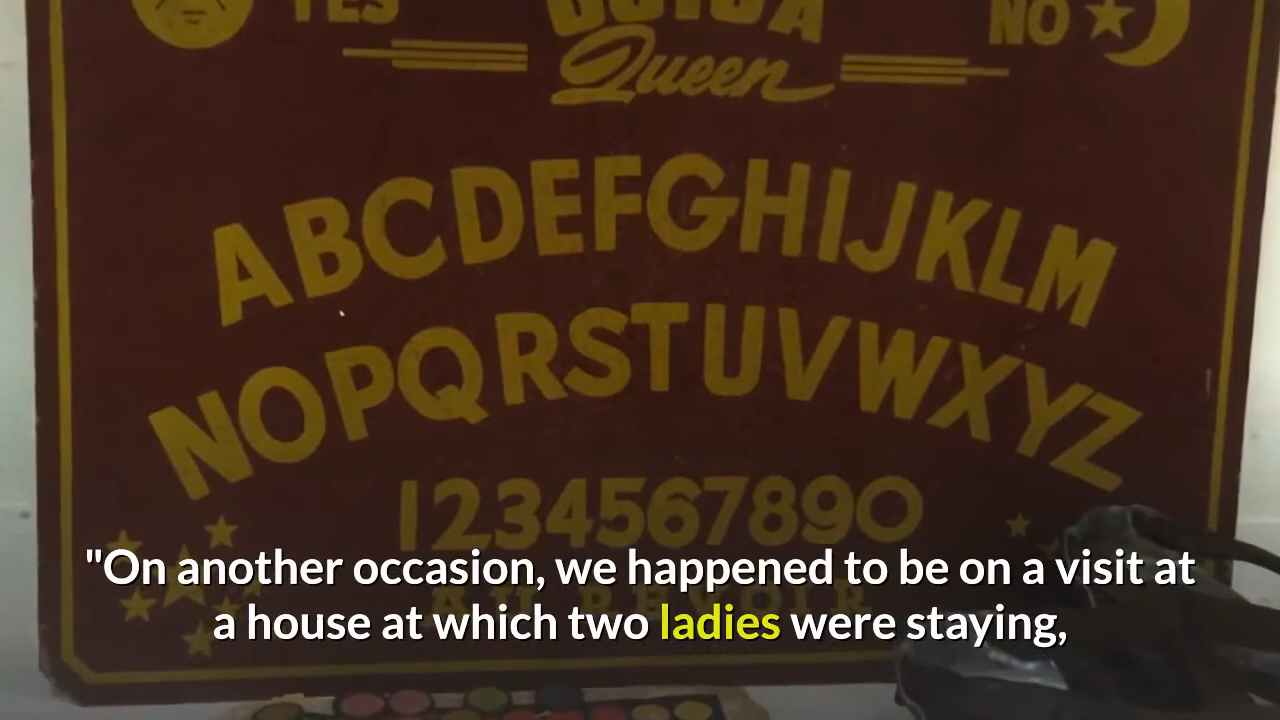 YES OUIJA NO
Queen
ABCDEFGHIJKLM
NOPQRSTUVWXYZ
1234567890
"On another occasion, we happened to be on a visit at
a house at which two ladies were staying,